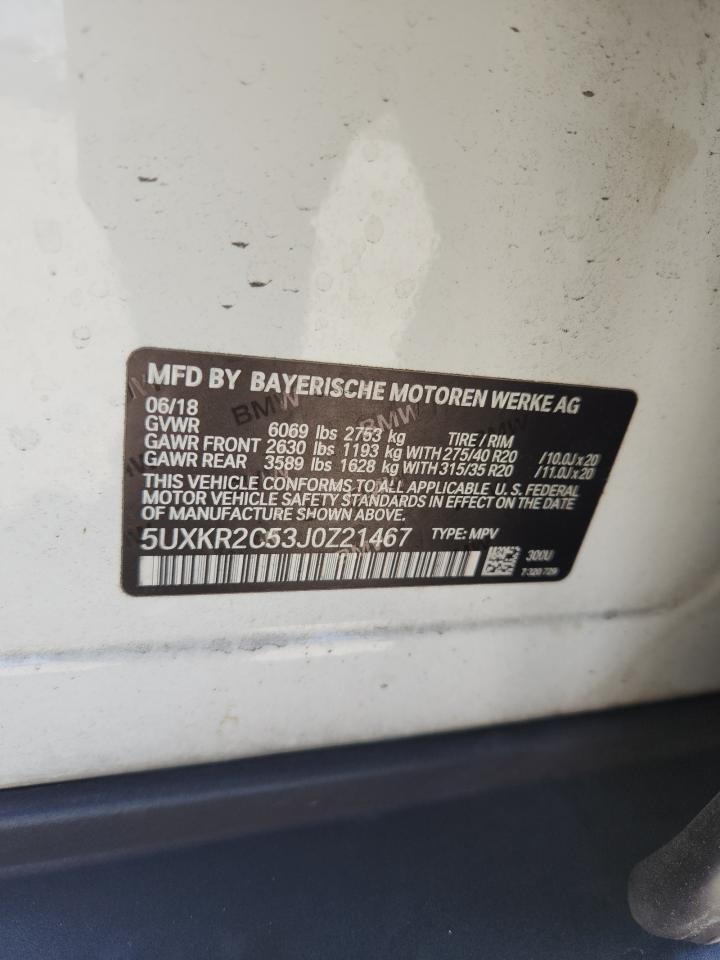 MFD BY BAYERISCHE MOTOREN WERKE AG
06/18
GVWR 6069 lbs 2753 kg TIRE / RIM
GAWR FRONT 2630 lbs 1193 kg WITH 275/40 R20 /10.0J x 20
GAWR REAR 3589 lbs 1628 kg WITH 315/35 R20 /11.0J x 20
THIS VEHICLE CONFORMS TO ALL APPLICABLE U.S. FEDERAL
MOTOR VEHICLE SAFETY STANDARDS IN EFFECT ON THE DATE
OF MANUFACTURE SHOWN ABOVE.
5UXKR2C53J0Z21467 TYPE: MPV
300U
7 320 729